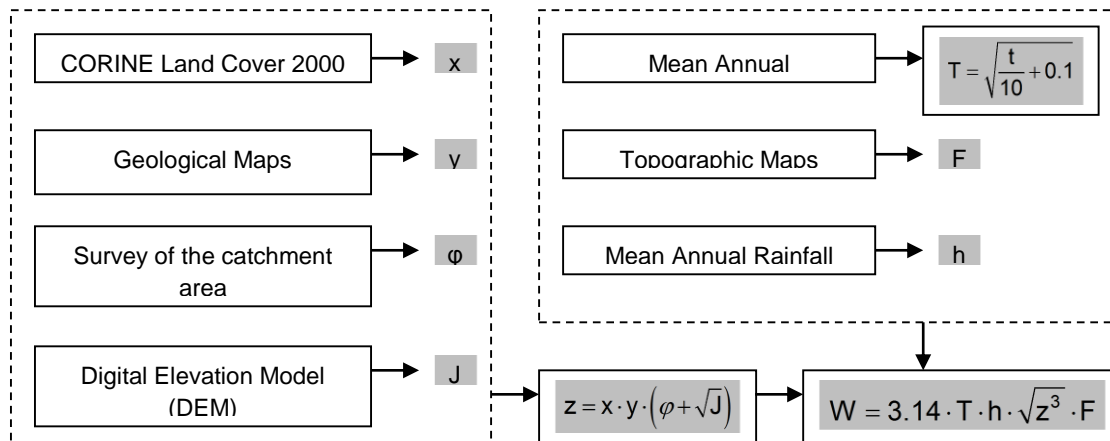 CORINE Land Cover 2000
x
Geological Maps
y
Survey of the catchment
area
φ
Digital Elevation Model
(DEM)
J
Mean Annual
T = √(t/10 + 0.1)
Topographic Maps
F
Mean Annual Rainfall
h
z = x · y · (φ + √J)
W = 3.14 · T · h · √z³ · F